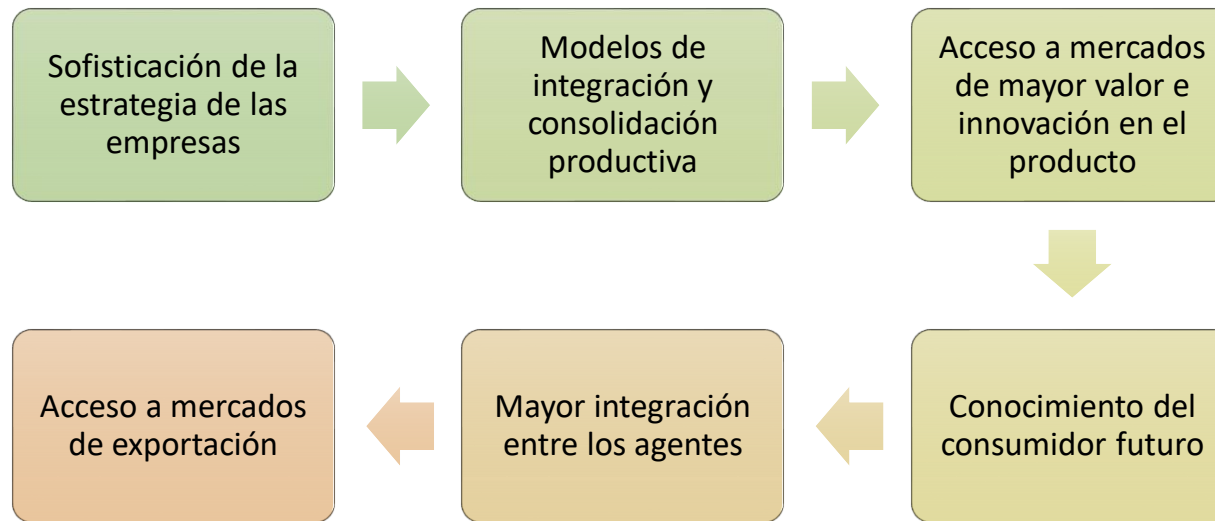 Sofisticación de la
estrategia de las
empresas
Modelos de
integración y
consolidación
productiva
Acceso a mercados
de mayor valor e
innovación en el
producto
Conocimiento del
consumidor futuro
Mayor integración
entre los agentes
Acceso a mercados
de exportación